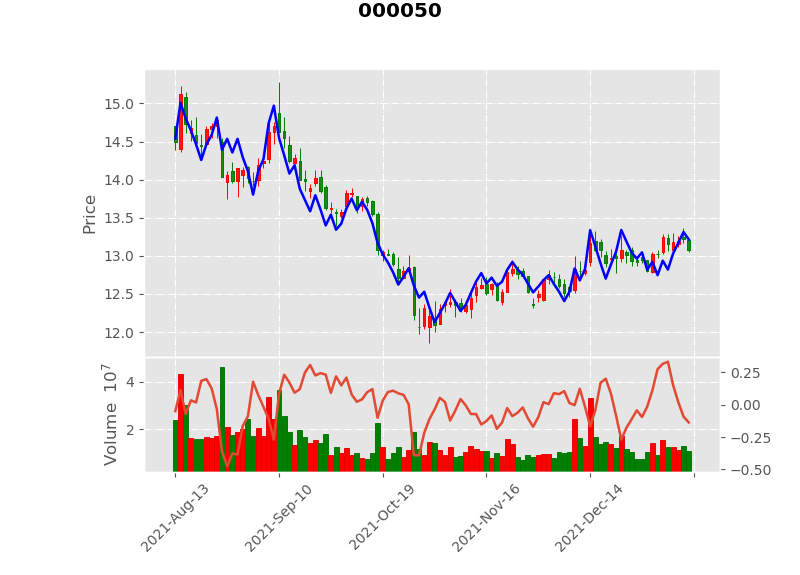 000050
Price
15.0
14.5
14.0
13.5
13.0
12.5
12.0
Volume 10^7
4
2
0.25
0.00
−0.25
−0.50
2021-Aug-13
2021-Sep-10
2021-Oct-19
2021-Nov-16
2021-Dec-14